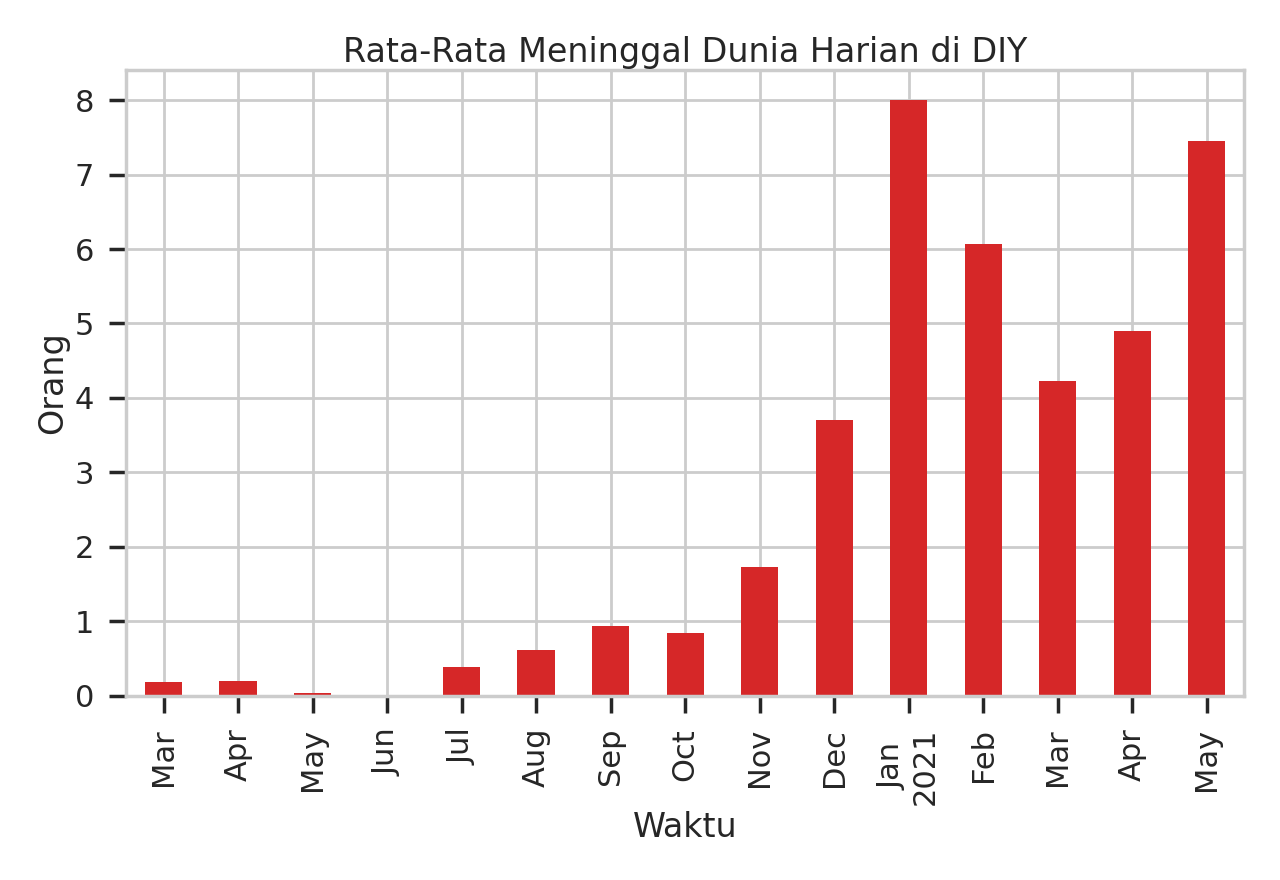 Rata-Rata Meninggal Dunia Harian di DIY
8
7
6
5
4
3
2
1
0
Orang
Mar
Apr
May
Jun
Jul
Aug
Sep
Oct
Nov
Dec
Jan
2021
Feb
Mar
Apr
May
Waktu